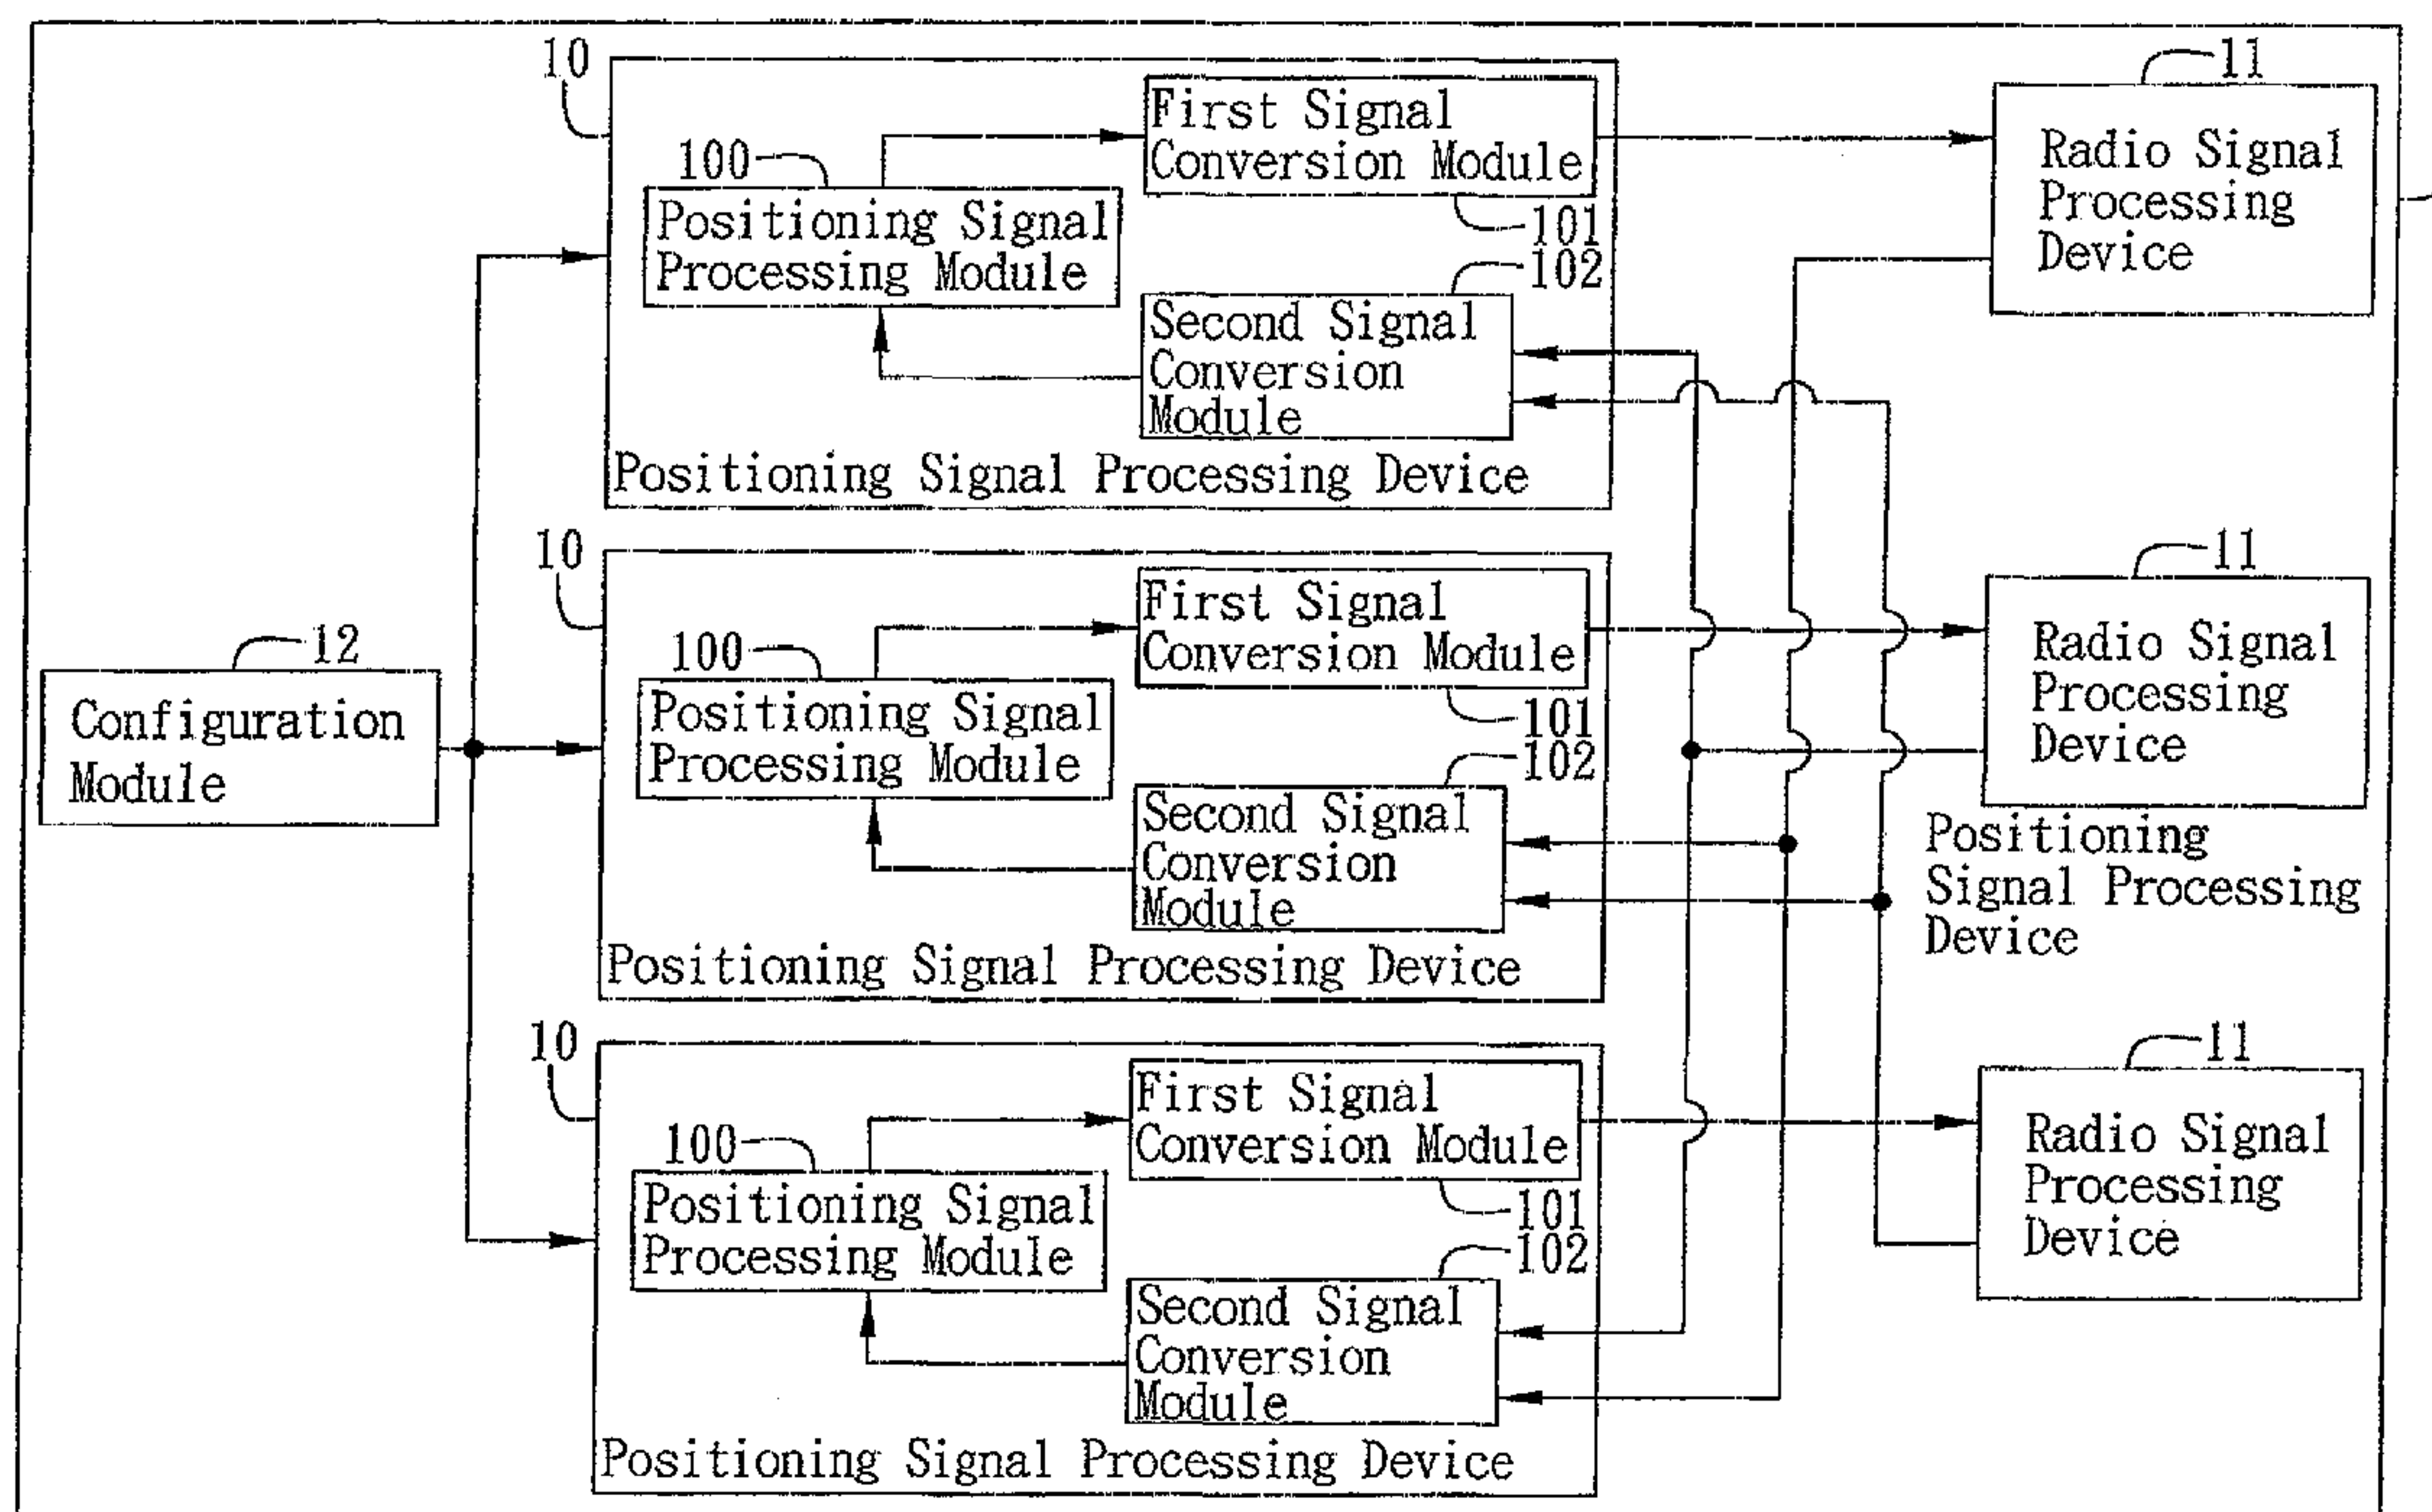 10
First Signal
Conversion Module
101
100
Positioning Signal
Processing Module
102
Second Signal
Conversion
Module
Positioning Signal Processing Device
11
Radio Signal
Processing
Device
10
First Signal
Conversion Module
101
100
Positioning Signal
Processing Module
102
Second Signal
Conversion
Module
Positioning Signal Processing Device
11
Radio Signal
Processing
Device
12
Configuration
Module
Positioning
Signal Processing
Device
10
First Signal
Conversion Module
101
100
Positioning Signal
Processing Module
102
Second Signal
Conversion
Module
Positioning Signal Processing Device
11
Radio Signal
Processing
Device